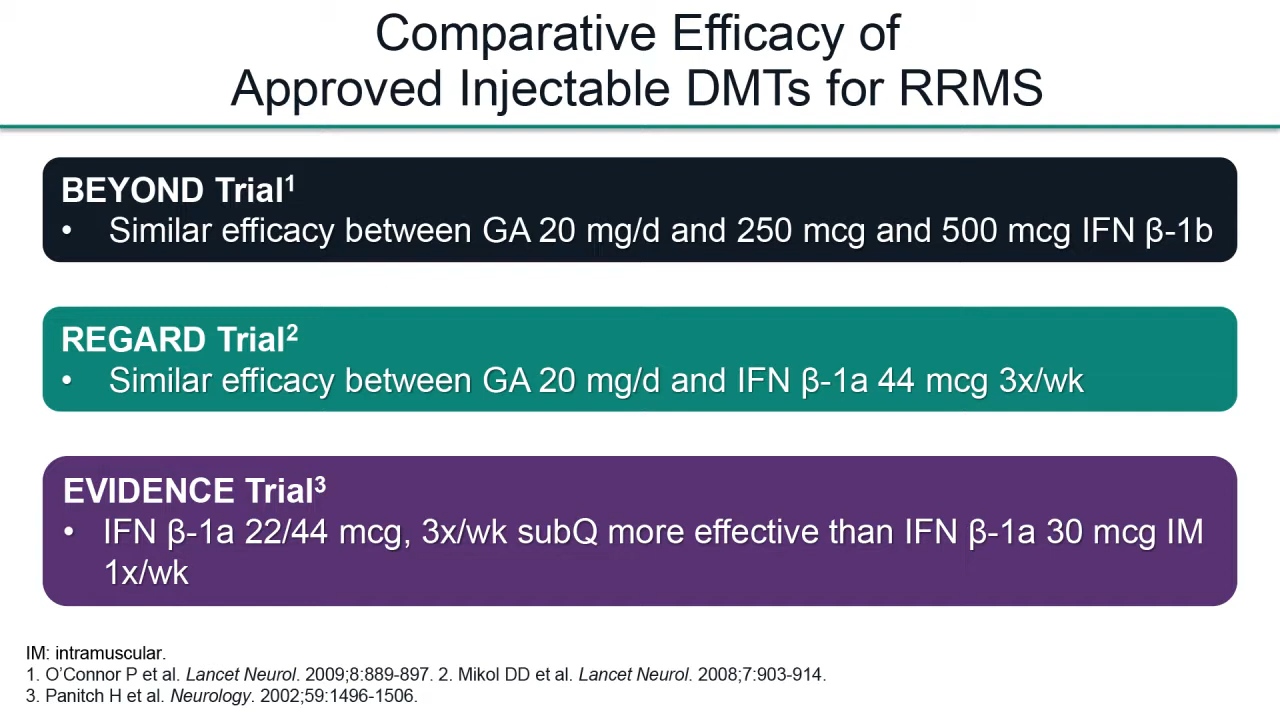 Comparative Efficacy of
Approved Injectable DMTs for RRMS
BEYOND Trial1
• Similar efficacy between GA 20 mg/d and 250 mcg and 500 mcg IFN β-1b
REGARD Trial2
• Similar efficacy between GA 20 mg/d and IFN β-1a 44 mcg 3x/wk
EVIDENCE Trial3
• IFN β-1a 22/44 mcg, 3x/wk subQ more effective than IFN β-1a 30 mcg IM
1x/wk
IM: intramuscular.
1. O’Connor P et al. Lancet Neurol. 2009;8:889-897. 2. Mikol DD et al. Lancet Neurol. 2008;7:903-914.
3. Panitch H et al. Neurology. 2002;59:1496-1506.